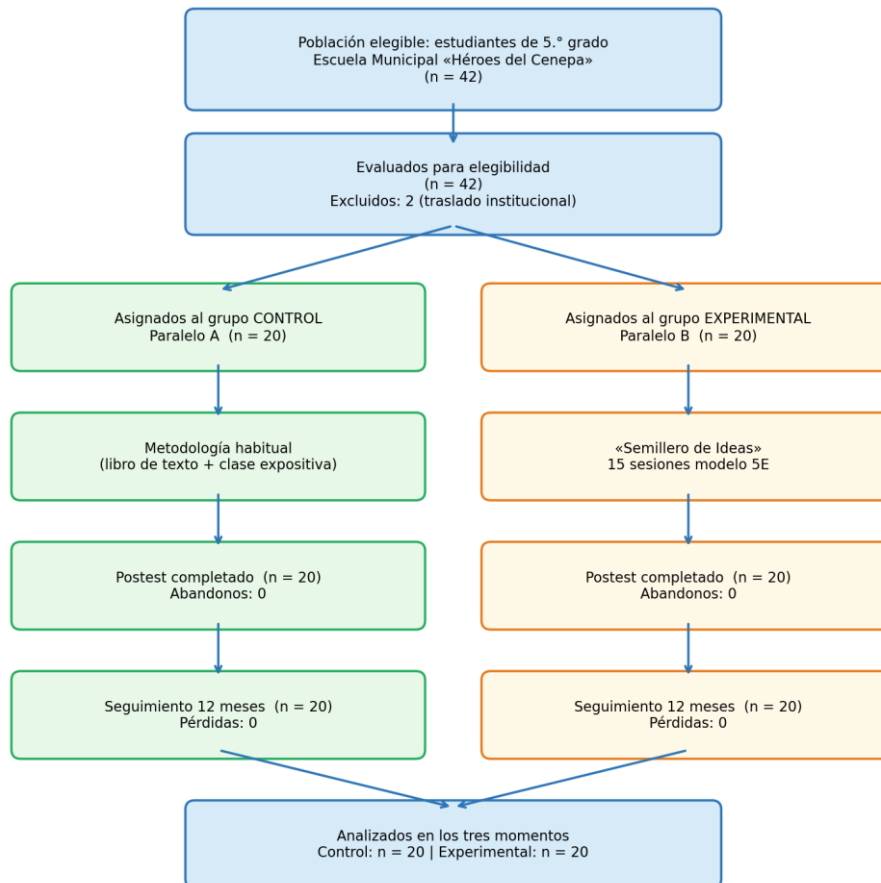 Población elegible: estudiantes de 5.° grado
Escuela Municipal «Héroes del Cenepa»
(n = 42)
Evaluados para elegibilidad
(n = 42)
Excluidos: 2 (traslado institucional)
Asignados al grupo CONTROL
Paralelo A (n = 20)
Asignados al grupo EXPERIMENTAL
Paralelo B (n = 20)
Metodología habitual
(libro de texto + clase expositiva)
«Semillero de Ideas»
15 sesiones modelo 5E
Postest completado (n = 20)
Abandonos: 0
Postest completado (n = 20)
Abandonos: 0
Seguimiento 12 meses (n = 20)
Pérdidas: 0
Seguimiento 12 meses (n = 20)
Pérdidas: 0
Analizados en los tres momentos
Control: n = 20 | Experimental: n = 20